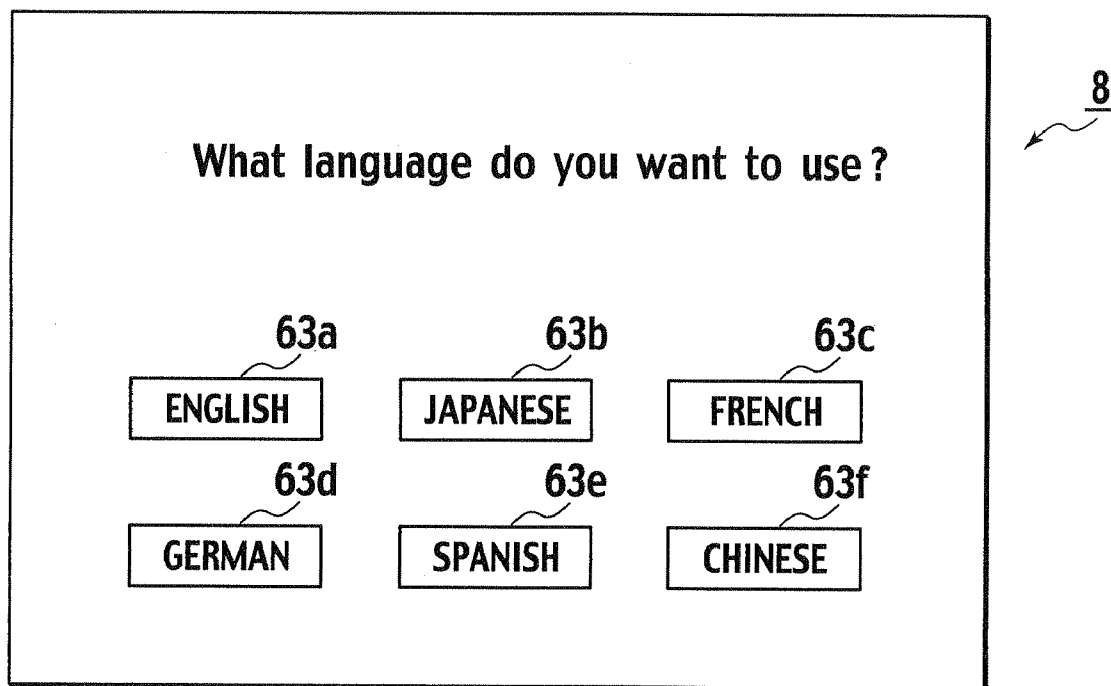 8
What language do you want to use?
63a 63b 63c
ENGLISH JAPANESE FRENCH
63d 63e 63f
GERMAN SPANISH CHINESE